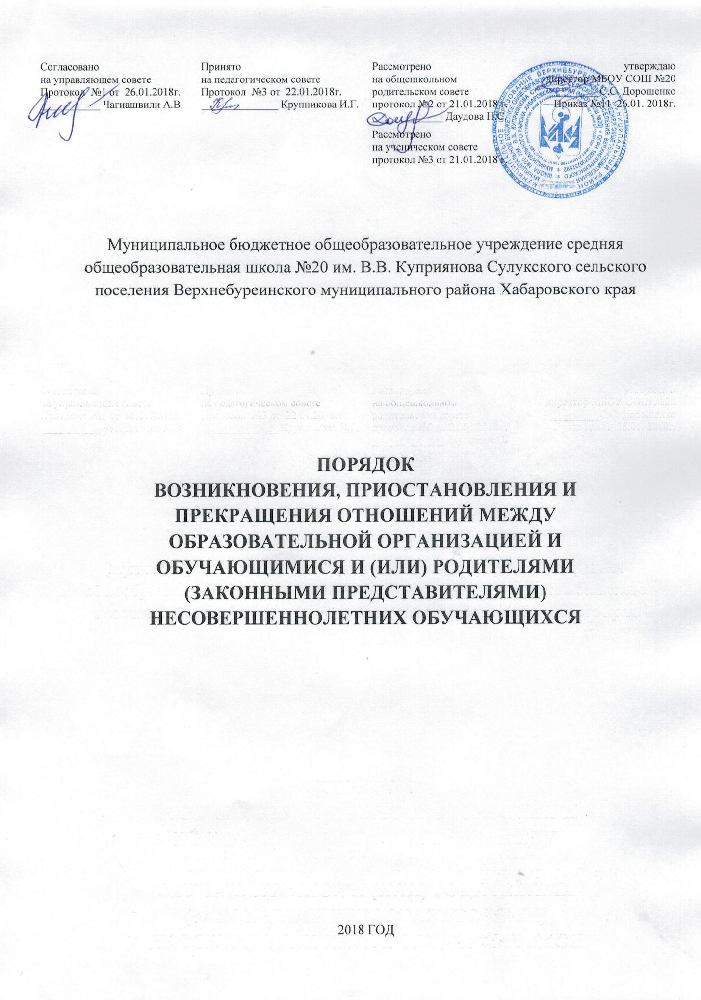 Согласовано
на управляющем совете
Протокол №1 от 26.01.2018г.
Чагиашвили А.В.
Принято
на педагогическом совете
Протокол №3 от 22.01.2018г.
Крупникова И.Г.
Рассмотрено
на общешкольном
родительском совете
протокол №2 от 21.01.2018 г.
Даудова Н.С.
Рассмотрено
на ученическом совете
протокол №3 от 21.01.2018 г.
утверждаю
директор МБОУ СОШ №20
С.С. Дорошенко
Приказ №11 26.01. 2018г.
Муниципальное бюджетное общеобразовательное учреждение средняя
общеобразовательная школа №20 им. В.В. Куприянова Сулукского сельского
поселения Верхнебуреинского муниципального района Хабаровского края
ПОРЯДОК
ВОЗНИКНОВЕНИЯ, ПРИОСТАНОВЛЕНИЯ И
ПРЕКРАЩЕНИЯ ОТНОШЕНИЙ МЕЖДУ
ОБРАЗОВАТЕЛЬНОЙ ОРГАНИЗАЦИЕЙ И
ОБУЧАЮЩИМИСЯ И (ИЛИ) РОДИТЕЛЯМИ
(ЗАКОННЫМИ ПРЕДСТАВИТЕЛЯМИ)
НЕСОВЕРШЕННОЛЕТНИХ ОБУЧАЮЩИХСЯ
2018 ГОД